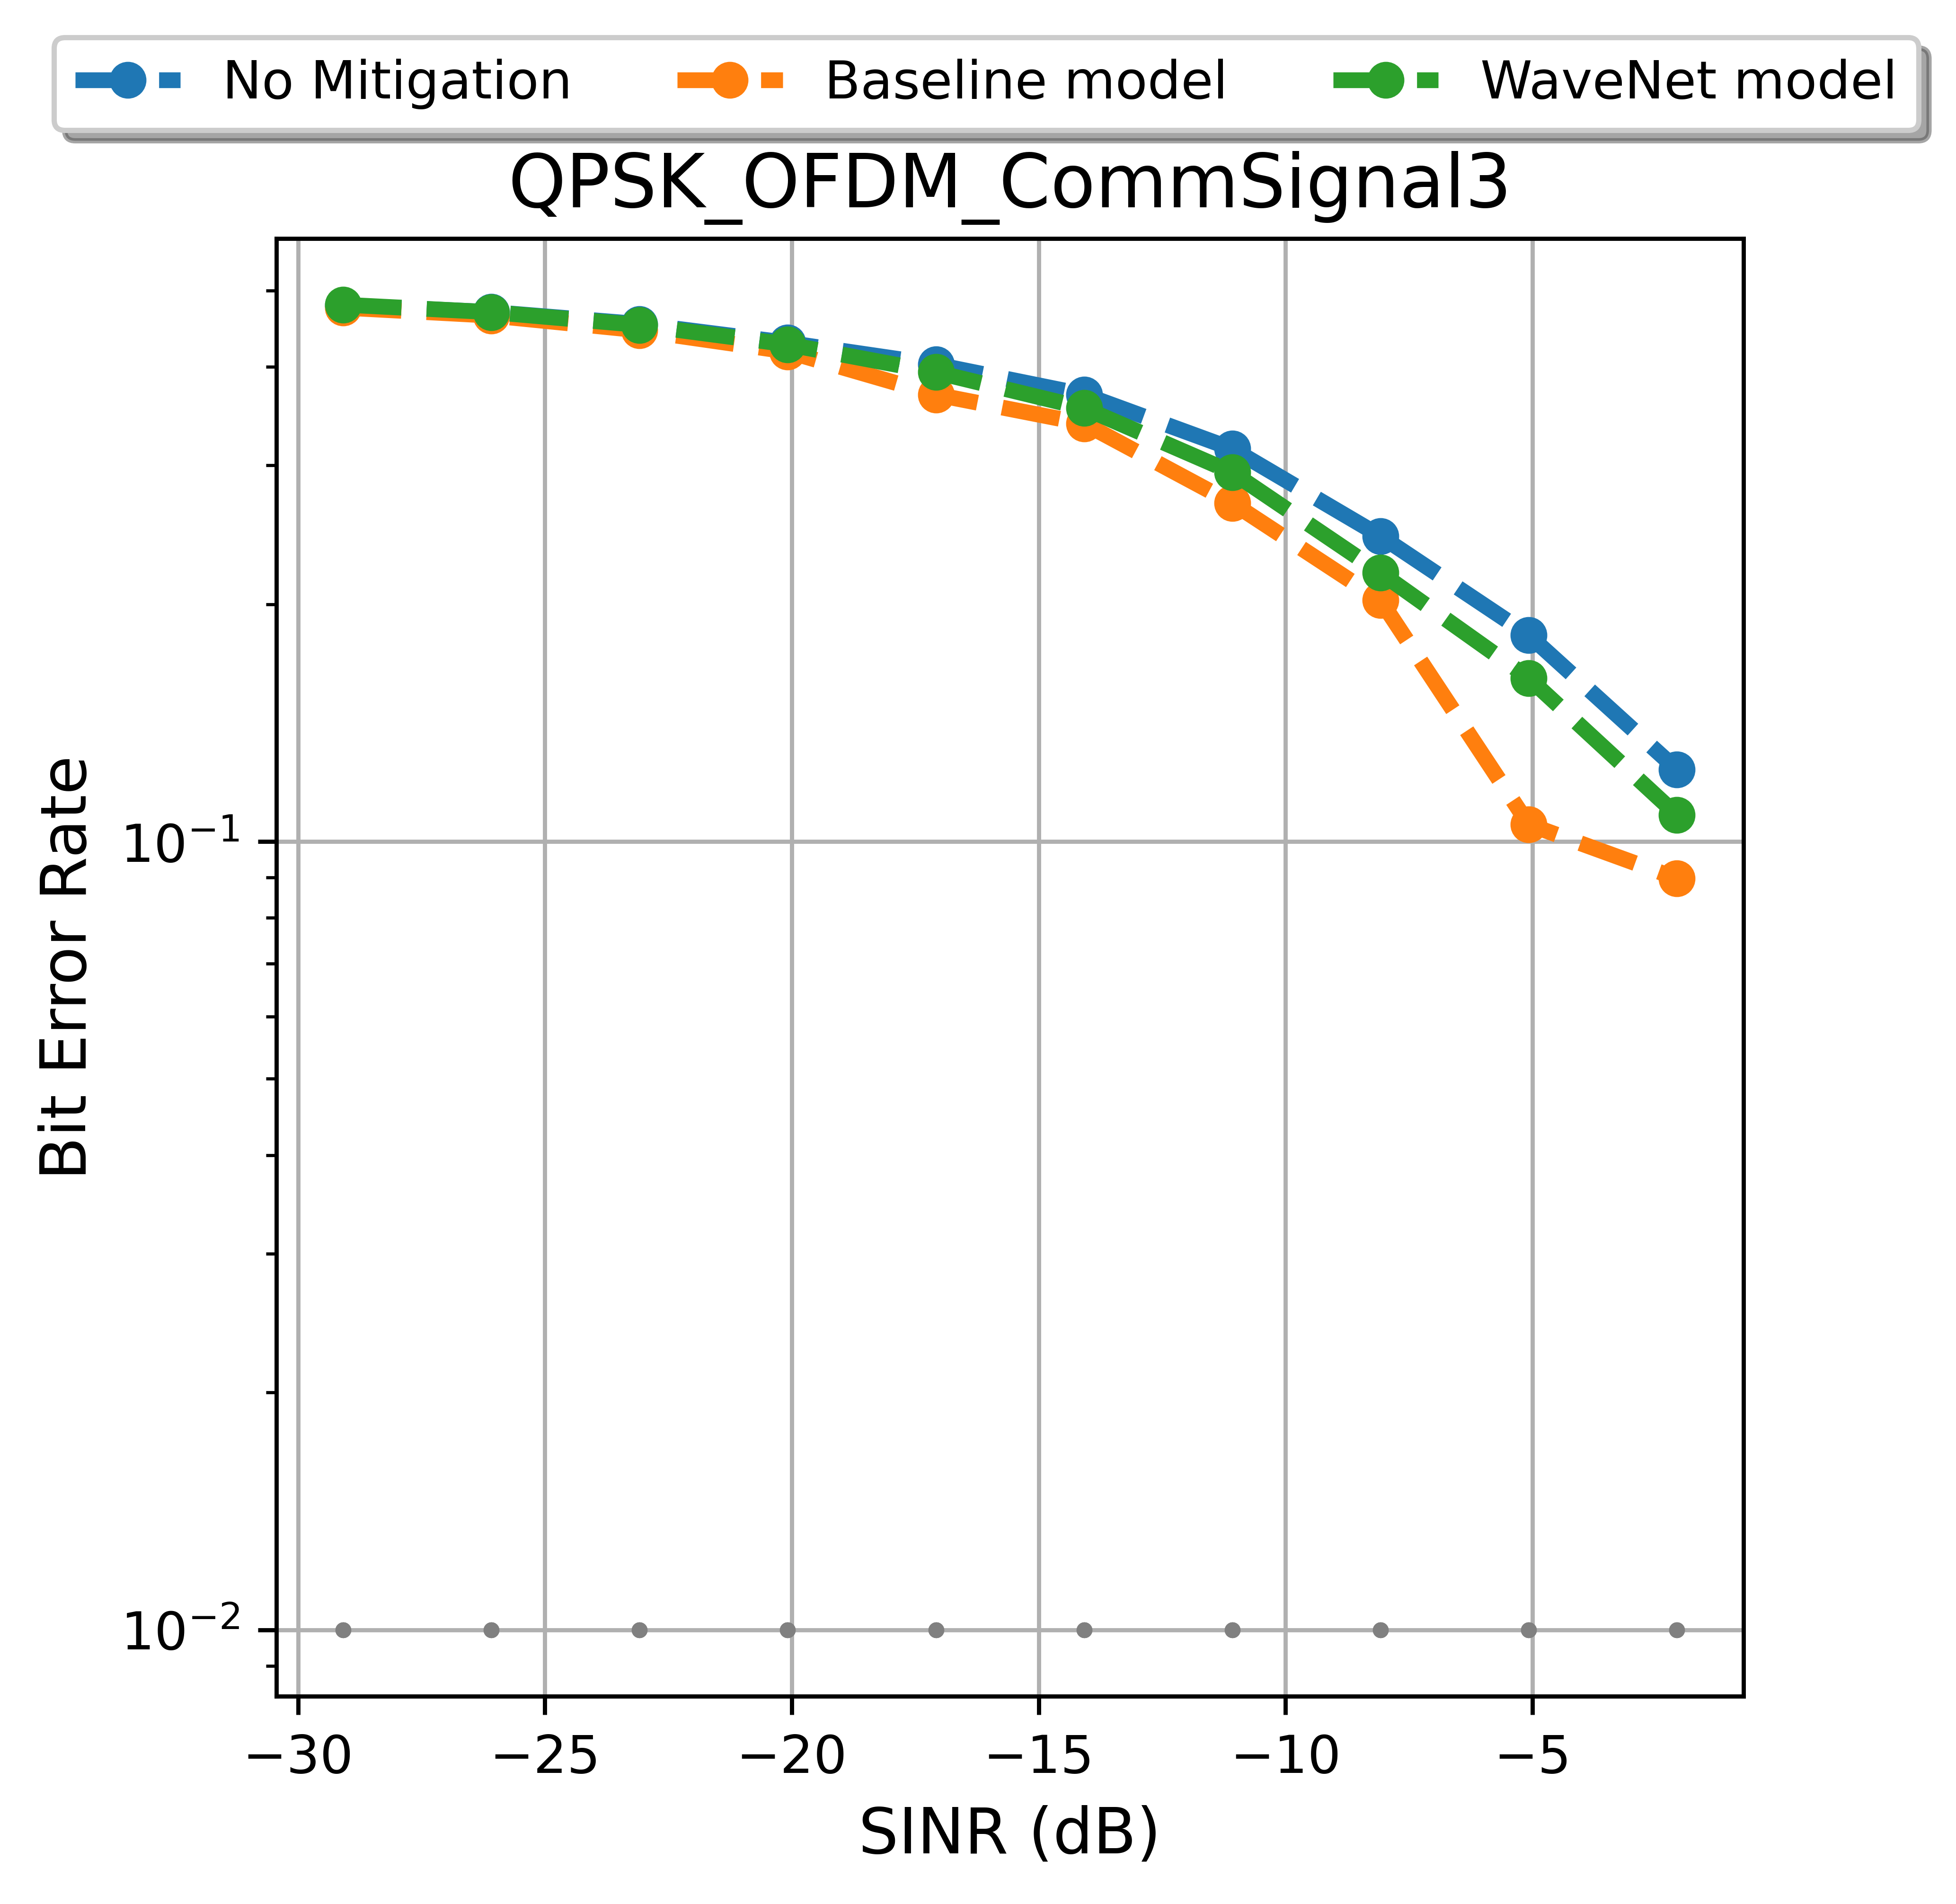 No Mitigation Baseline model WaveNet model
QPSK_OFDM_CommSignal3
Bit Error Rate
10⁻¹
10⁻²
−30 −25 −20 −15 −10 −5
SINR (dB)